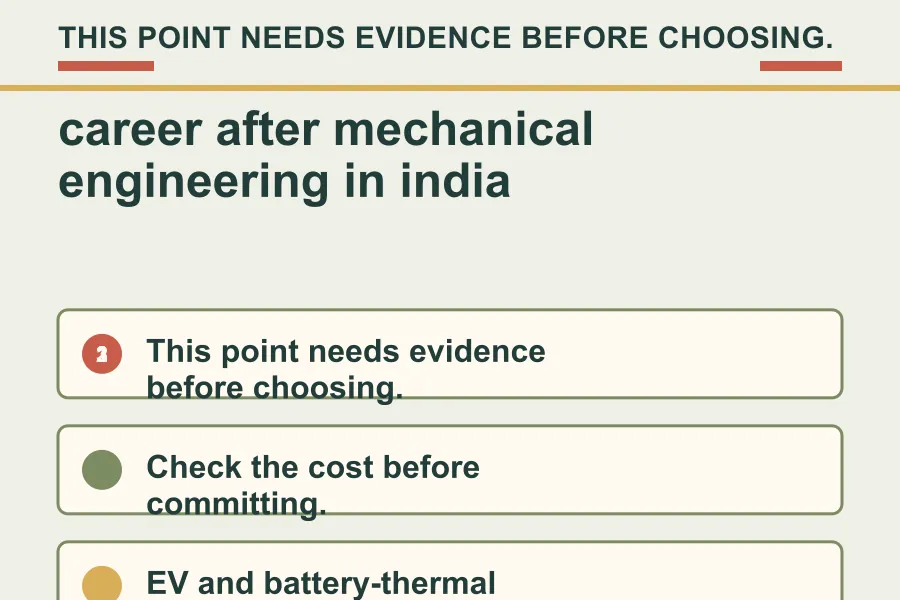 THIS POINT NEEDS EVIDENCE BEFORE CHOOSING.
career after mechanical
engineering in india
This point needs evidence
before choosing.
Check the cost before
committing.
EV and battery-thermal